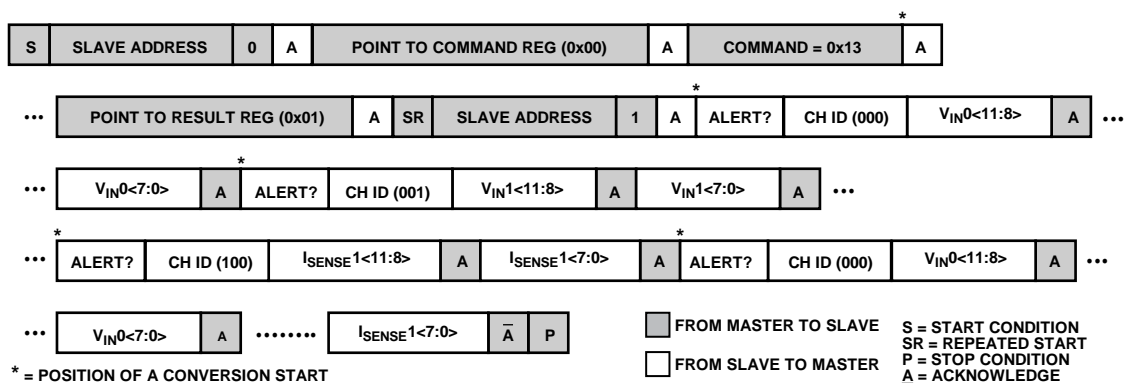 *
S SLAVE ADDRESS 0 A POINT TO COMMAND REG (0x00) A COMMAND = 0x13 A
*
... POINT TO RESULT REG (0x01) A SR SLAVE ADDRESS 1 A ALERT? CH ID (000) VIN0<11:8> A ...
*
... VIN0<7:0> A ALERT? CH ID (001) VIN1<11:8> A VIN1<7:0> A ...
* *
... ALERT? CH ID (100) ISENSE1<11:8> A ISENSE1<7:0> A ALERT? CH ID (000) VIN0<11:8> A ...
... VIN0<7:0> A ........ ISENSE1<7:0> A̅ P
* = POSITION OF A CONVERSION START
FROM MASTER TO SLAVE
FROM SLAVE TO MASTER
S = START CONDITION
SR = REPEATED START
P = STOP CONDITION
A = ACKNOWLEDGE